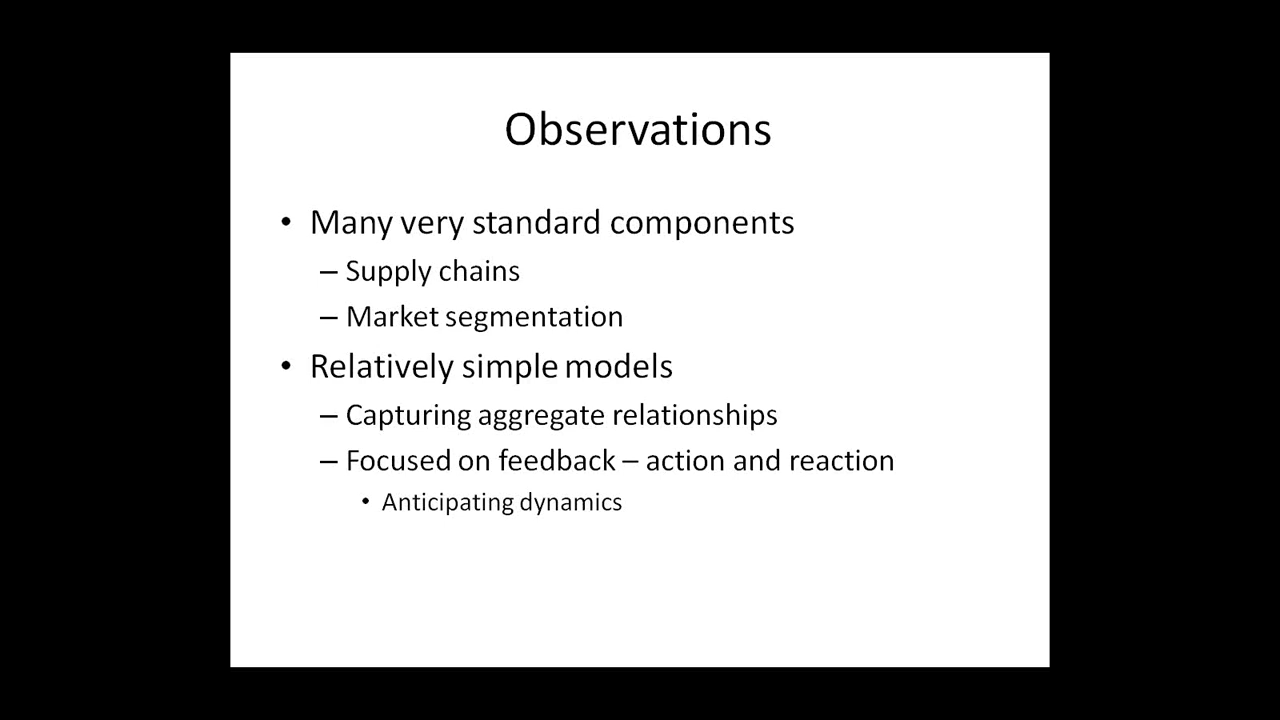 Observations
• Many very standard components
– Supply chains
– Market segmentation
• Relatively simple models
– Capturing aggregate relationships
– Focused on feedback – action and reaction
• Anticipating dynamics